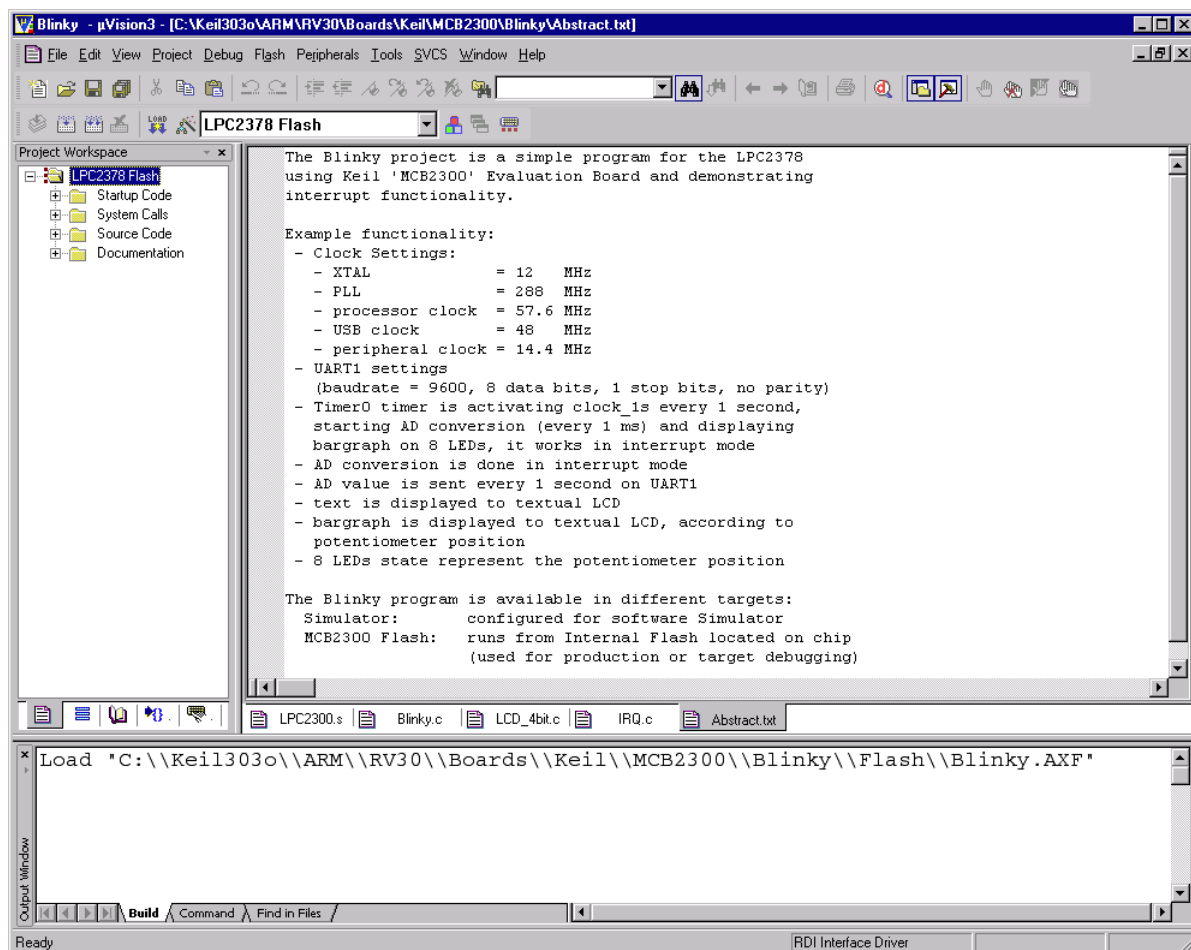 Blinky - µVision3 - [C:\Keil303o\ARM\RV30\Boards\Keil\MCB2300\Blinky\Abstract.txt]
File Edit View Project Debug Flash Peripherals Tools SVCS Window Help
LOAD LPC2378 Flash
Project Workspace
LPC2378 Flash
Startup Code
System Calls
Source Code
Documentation
The Blinky project is a simple program for the LPC2378
using Keil 'MCB2300' Evaluation Board and demonstrating
interrupt functionality.
Example functionality:
- Clock Settings:
- XTAL = 12 MHz
- PLL = 288 MHz
- processor clock = 57.6 MHz
- USB clock = 48 MHz
- peripheral clock = 14.4 MHz
- UART1 settings
(baudrate = 9600, 8 data bits, 1 stop bits, no parity)
- Timer0 timer is activating clock_1s every 1 second,
starting AD conversion (every 1 ms) and displaying
bargraph on 8 LEDs, it works in interrupt mode
- AD conversion is done in interrupt mode
- AD value is sent every 1 second on UART1
- text is displayed to textual LCD
- bargraph is displayed to textual LCD, according to
potentiometer position
- 8 LEDs state represent the potentiometer position
The Blinky program is available in different targets:
Simulator: configured for software Simulator
MCB2300 Flash: runs from Internal Flash located on chip
(used for production or target debugging)
LPC2300.s Blinky.c LCD_4bit.c IRQ.c Abstract.txt
Load "C:\\Keil303o\\ARM\\RV30\\Boards\\Keil\\MCB2300\\Blinky\\Flash\\Blinky.AXF"
Output Window
Build Command Find in Files
Ready RDI Interface Driver